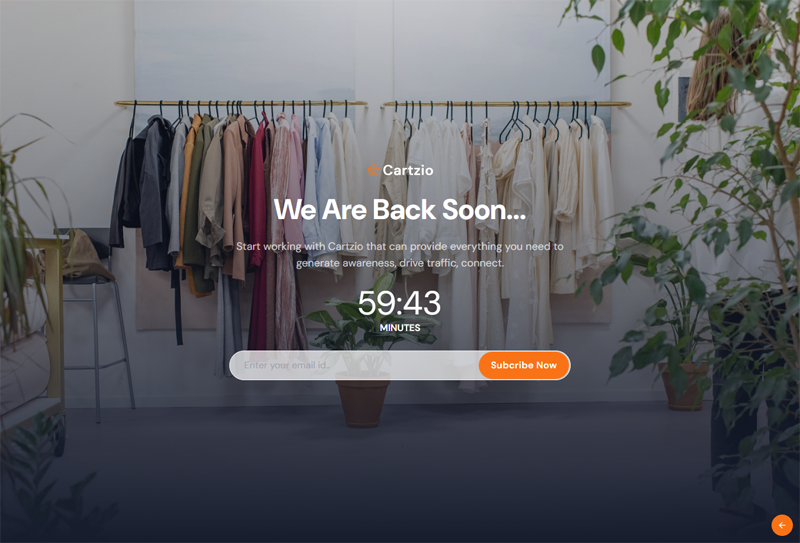 Cartzio
We Are Back Soon...
Start working with Cartzio that can provide everything you need to
generate awareness, drive traffic, connect.
59:43
MINUTES
Enter your email id..
Subcribe Now